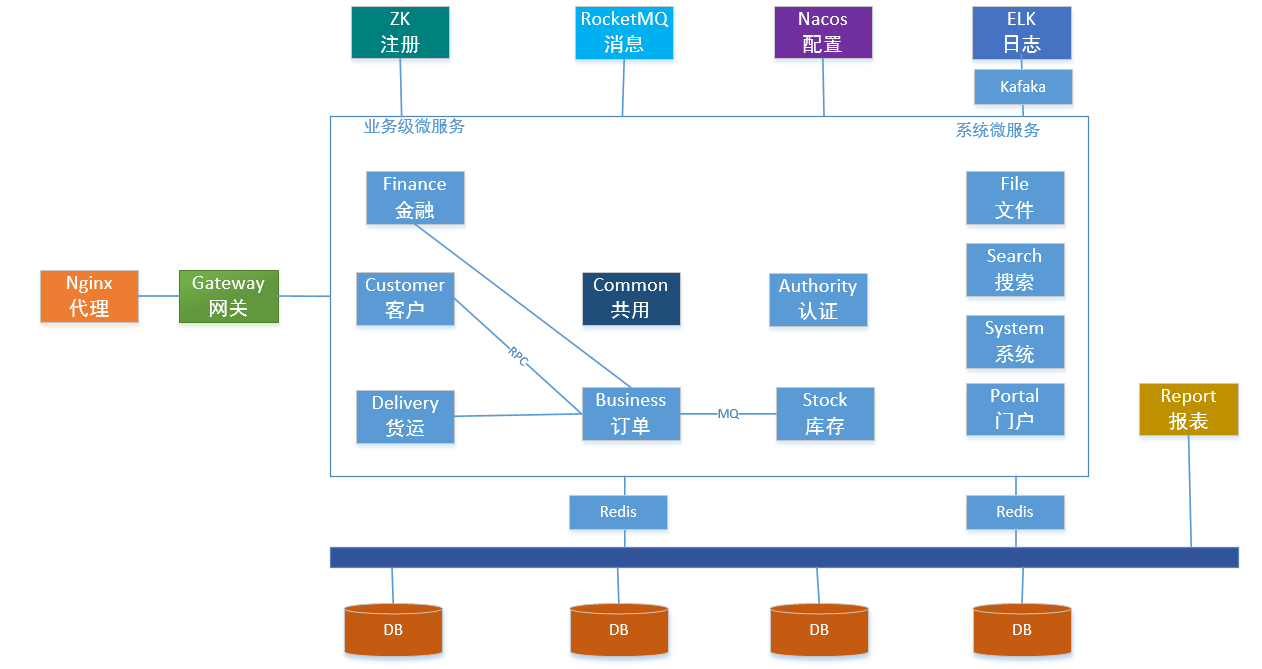 ZK
注册
RocketMQ
消息
Nacos
配置
ELK
日志
Kafaka
业务级微服务
系统微服务
Finance
金融
File
文件
Nginx
代理
Gateway
网关
Customer
客户
Common
共用
Authority
认证
Search
搜索
System
系统
RPC
Delivery
货运
Business
订单
MQ
Stock
库存
Portal
门户
Report
报表
Redis
Redis
DB
DB
DB
DB